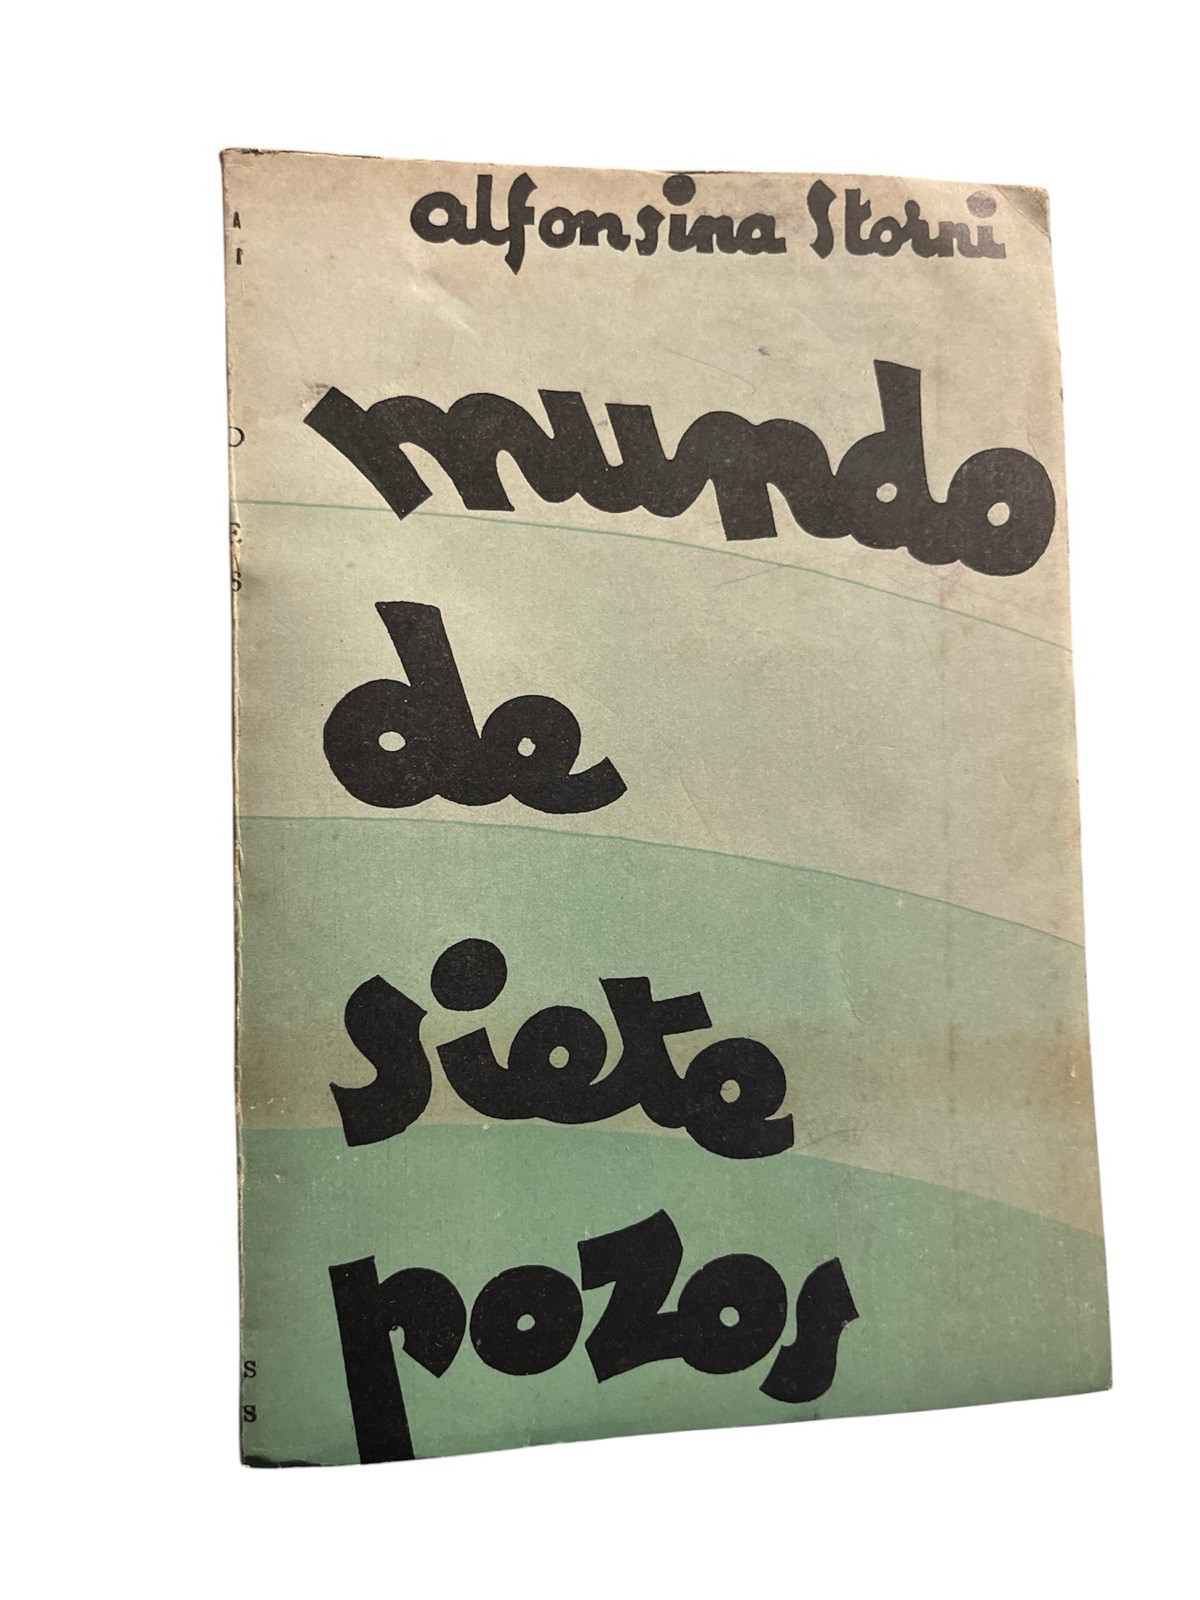 alfonsina Storni
mundo
de
siete
pozos